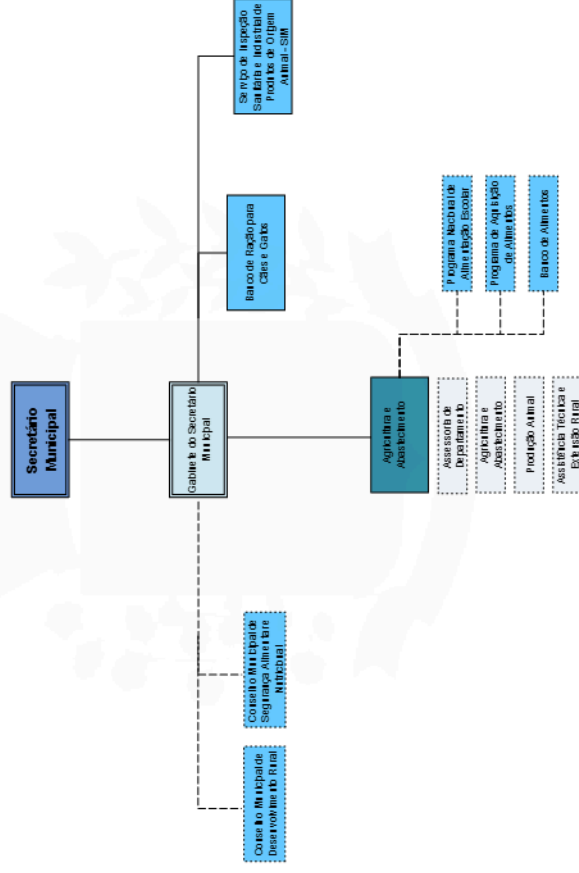 Secretário
Municipal
Gabinete do Secretário
Municipal
Conselho Municipal de
Desenvolvimento Rural
Conselho Municipal de
Segurança Alimentar e
Nutricional
Banco de Ração para
Cães e Gatos
Serviço de Inspeção
Sanitária e Industrial de
Produtos de Origem
Animal - SIM
Agricultura e
Abastecimento
Assessoria de
Departamento
Agricultura e
Abastecimento
Produção Animal
Assistência Técnica e
Extensão Rural
Programa Nacional de
Alimentação Escolar
Programa de Aquisição
de Alimentos
Banco de Alimentos